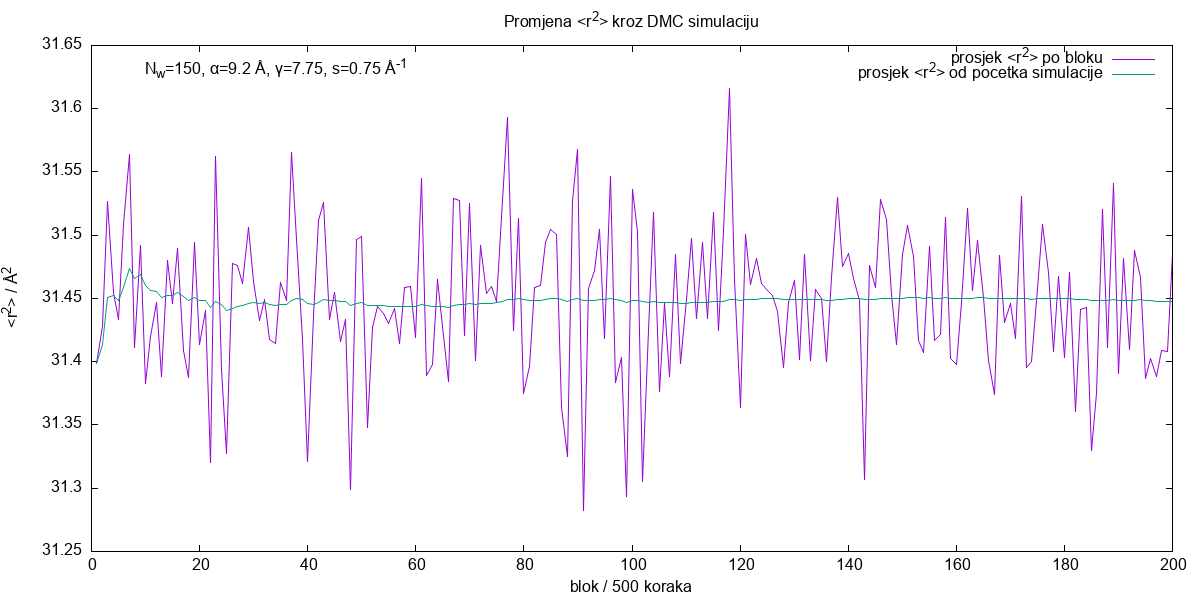 Promjena <r²> kroz DMC simulaciju
31.65
31.6
31.55
31.5
31.45
31.4
31.35
31.3
31.25
<r²> / Å²
N_w=150, α=9.2 Å, γ=7.75, s=0.75 Å⁻¹
prosjek <r²> po bloku
prosjek <r²> od pocetka simulacije
0 20 40 60 80 100 120 140 160 180 200
blok / 500 koraka